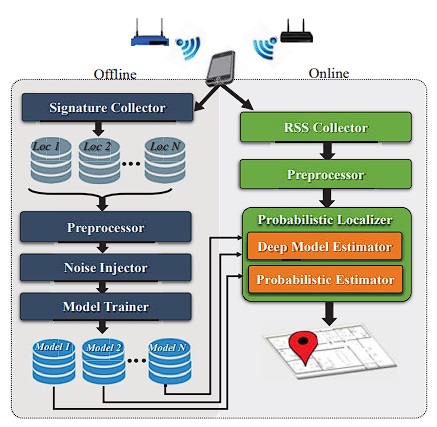 Offline
Online
Signature Collector
Loc 1
Loc 2
Loc N
Preprocessor
Noise Injector
Model Trainer
Model 1
Model 2
Model N
RSS Collector
Preprocessor
Probabilistic Localizer
Deep Model Estimator
Probabilistic Estimator